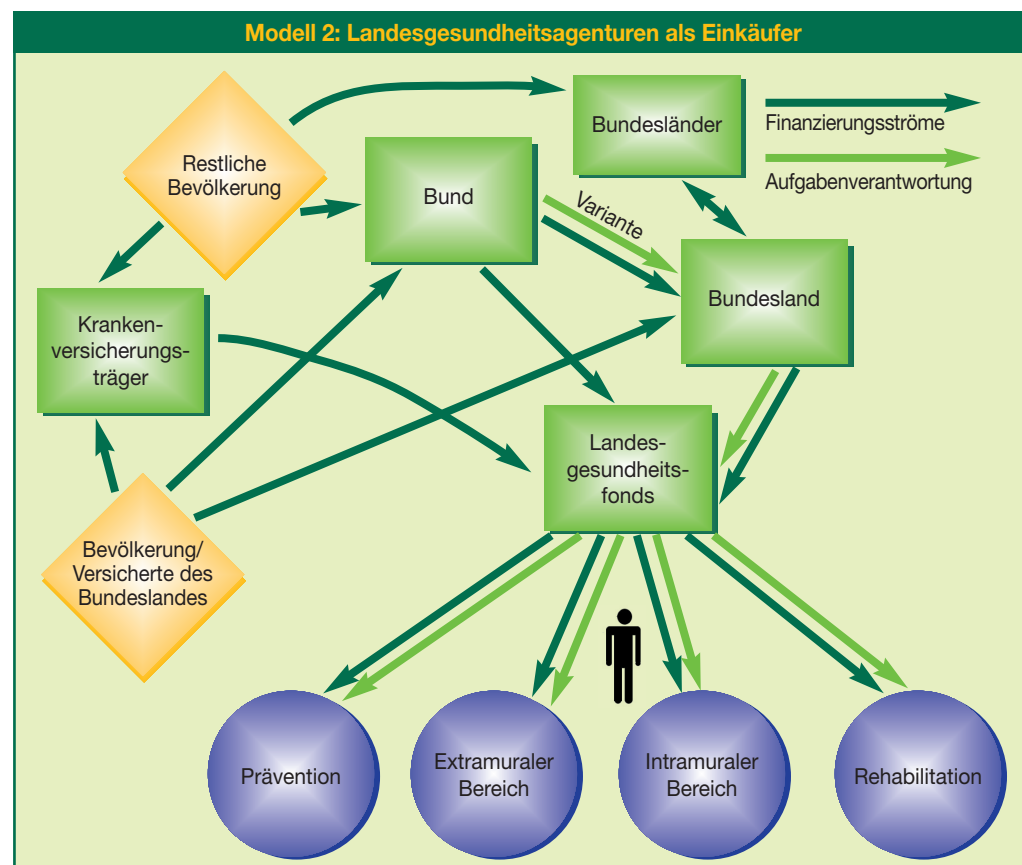 Modell 2: Landesgesundheitsagenturen als Einkäufer
Bundesländer
Finanzierungsströme
Aufgabenverantwortung
Restliche
Bevölkerung
Bund
Variante
Bundesland
Kranken-
versicherungs-
träger
Landes-
gesundheits-
fonds
Bevölkerung/
Versicherte des
Bundeslandes
Prävention
Extramuraler
Bereich
Intramuraler
Bereich
Rehabilitation